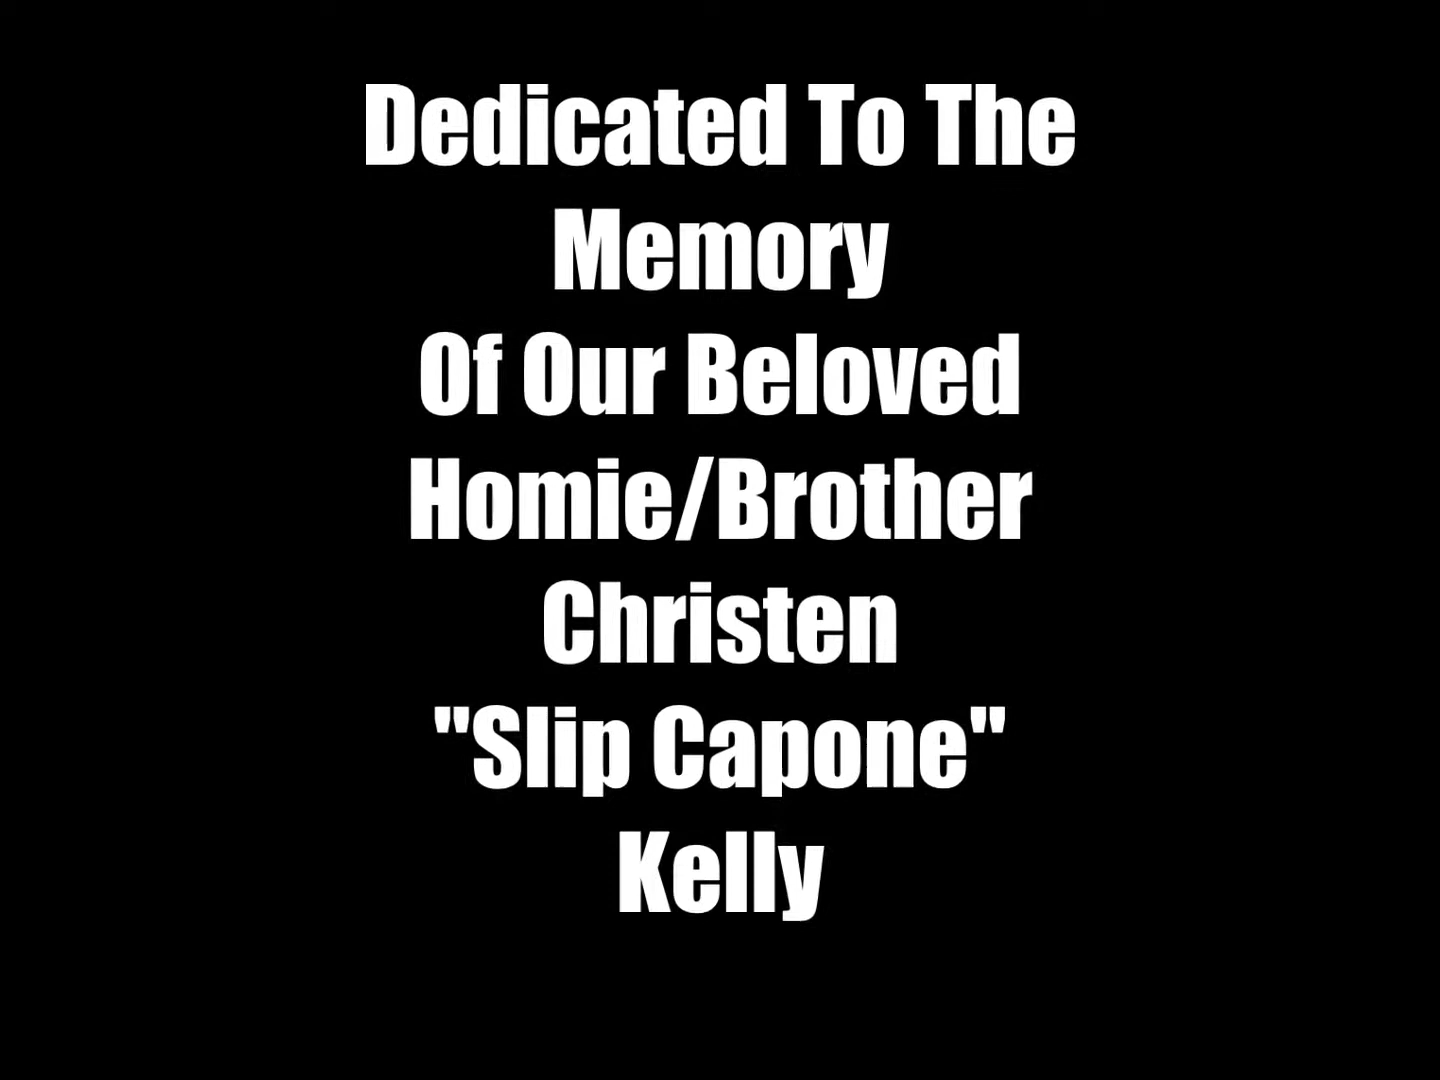 Dedicated To The
Memory
Of Our Beloved
Homie/Brother
Christen
"Slip Capone"
Kelly